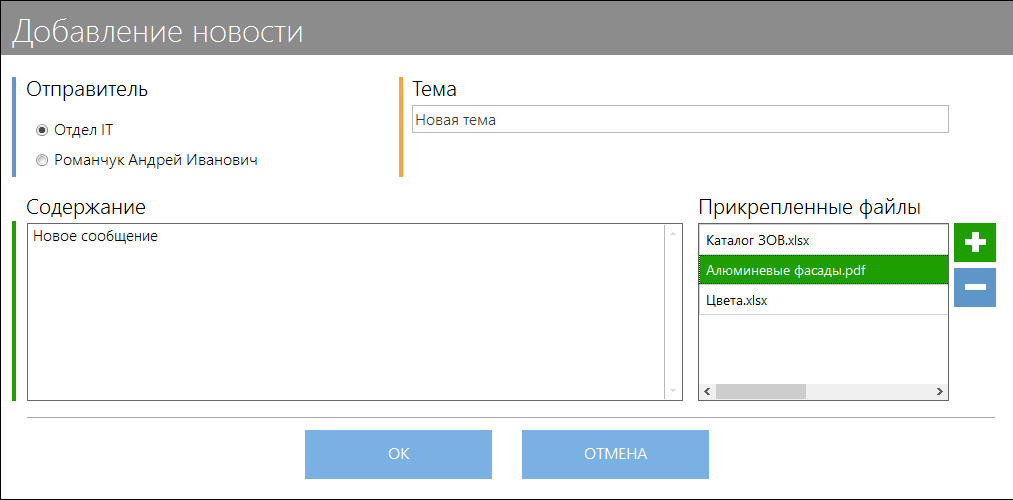 Добавление новости
Отправитель
Отдел IT
Романчук Андрей Иванович
Тема
Новая тема
Содержание
Новое сообщение
Прикрепленные файлы
Каталог ЗОВ.xlsx
Алюминевые фасады.pdf
Цвета.xlsx
ОК
ОТМЕНА